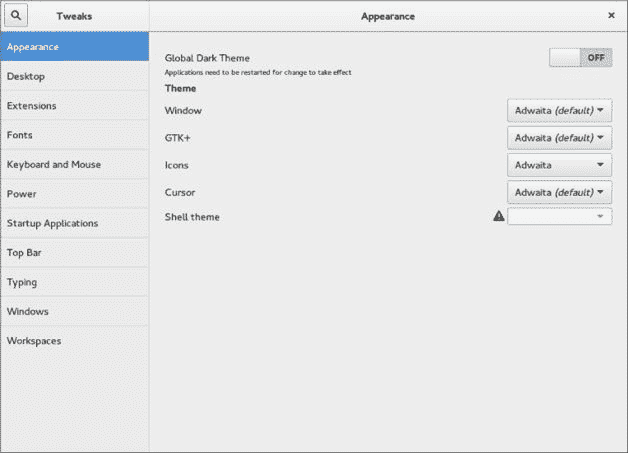 Tweaks
Appearance
Appearance
Desktop
Extensions
Fonts
Keyboard and Mouse
Power
Startup Applications
Top Bar
Typing
Windows
Workspaces
Global Dark Theme
OFF
Applications need to be restarted for change to take effect
Theme
Window
Adwaita (default)
GTK+
Adwaita (default)
Icons
Adwaita
Cursor
Adwaita (default)
Shell theme